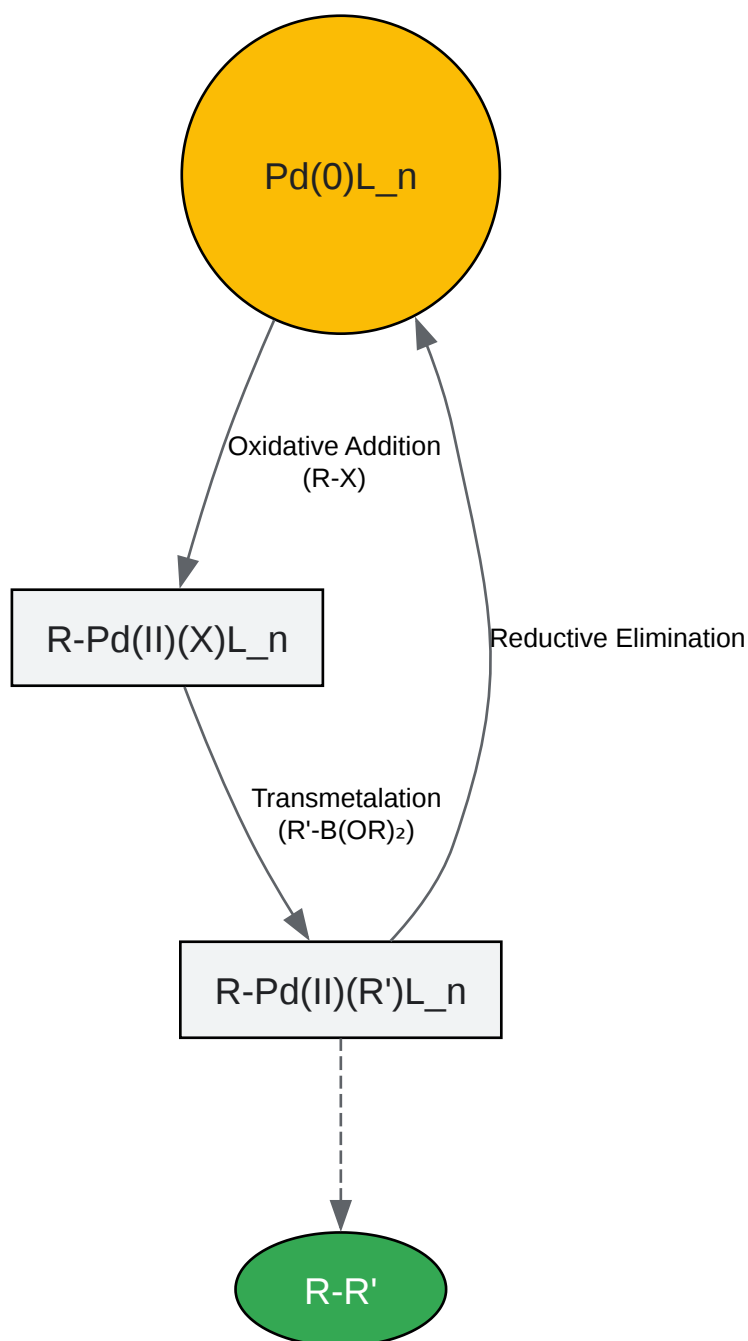 Pd(0)L_n
Oxidative Addition
(R-X)
R-Pd(II)(X)L_n
Reductive Elimination
Transmetalation
(R'-B(OR)₂)
R-Pd(II)(R')L_n
R-R'